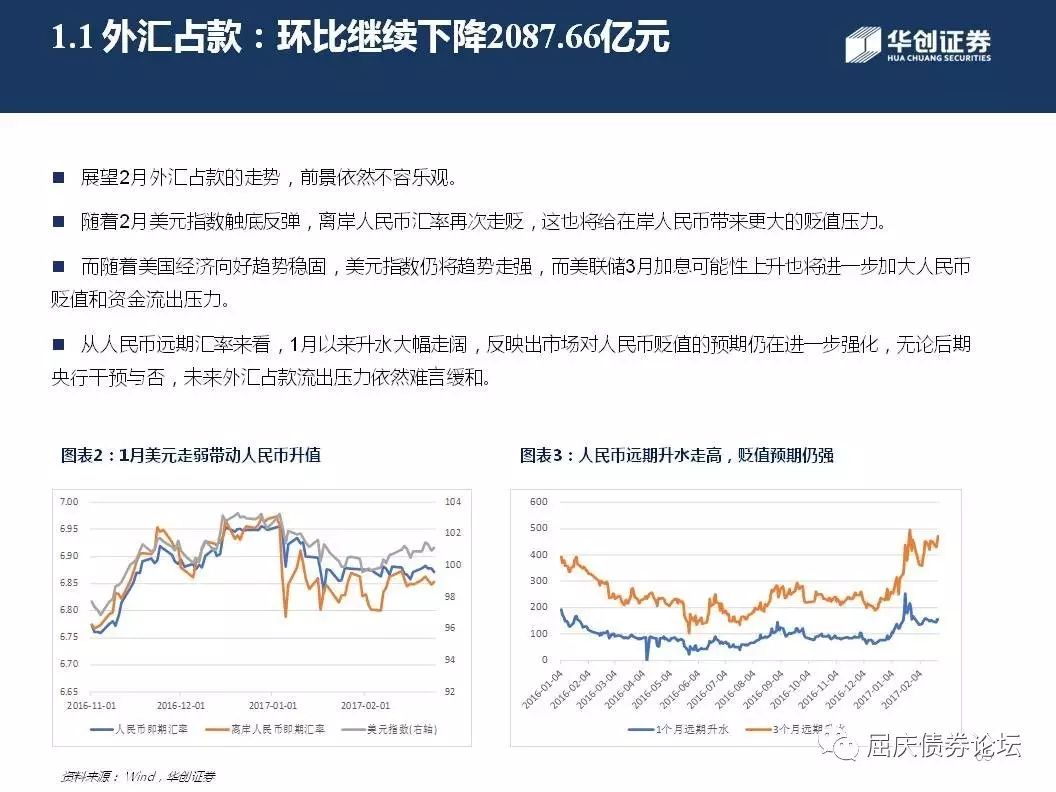 1.1 外汇占款：环比继续下降2087.66亿元
华创证券
HUA CHUANG SECURITIES
■ 展望2月外汇占款的走势，前景依然不容乐观。
■ 随着2月美元指数触底反弹，离岸人民币汇率再次走贬，这也将给在岸人民币带来更大的贬值压力。
■ 而随着美国经济向好趋势稳固，美元指数仍将趋势走强，而美联储3月加息可能性上升也将进一步加大人民币
贬值和资金流出压力。
■ 从人民币远期汇率来看，1月以来升水大幅走阔，反映出市场对人民币贬值的预期仍在进一步强化，无论后期
央行干预与否，未来外汇占款流出压力依然难言缓和。
图表2：1月美元走弱带动人民币升值
7.00
6.95
6.90
6.85
6.80
6.75
6.70
6.65
104
102
100
98
96
94
92
2016-11-01 2016-12-01 2017-01-01 2017-02-01
人民币即期汇率 离岸人民币即期汇率 美元指数(右轴)
图表3：人民币远期升水走高，贬值预期仍强
600
500
400
300
200
100
0
2016-01-04 2016-02-04 2016-03-04 2016-04-04 2016-05-04 2016-06-04 2016-07-04 2016-08-04 2016-09-04 2016-10-04 2016-11-04 2016-12-04 2017-01-04 2017-02-04
1个月远期升水 3个月远期升水
屈庆债券论坛
资料来源：Wind，华创证券